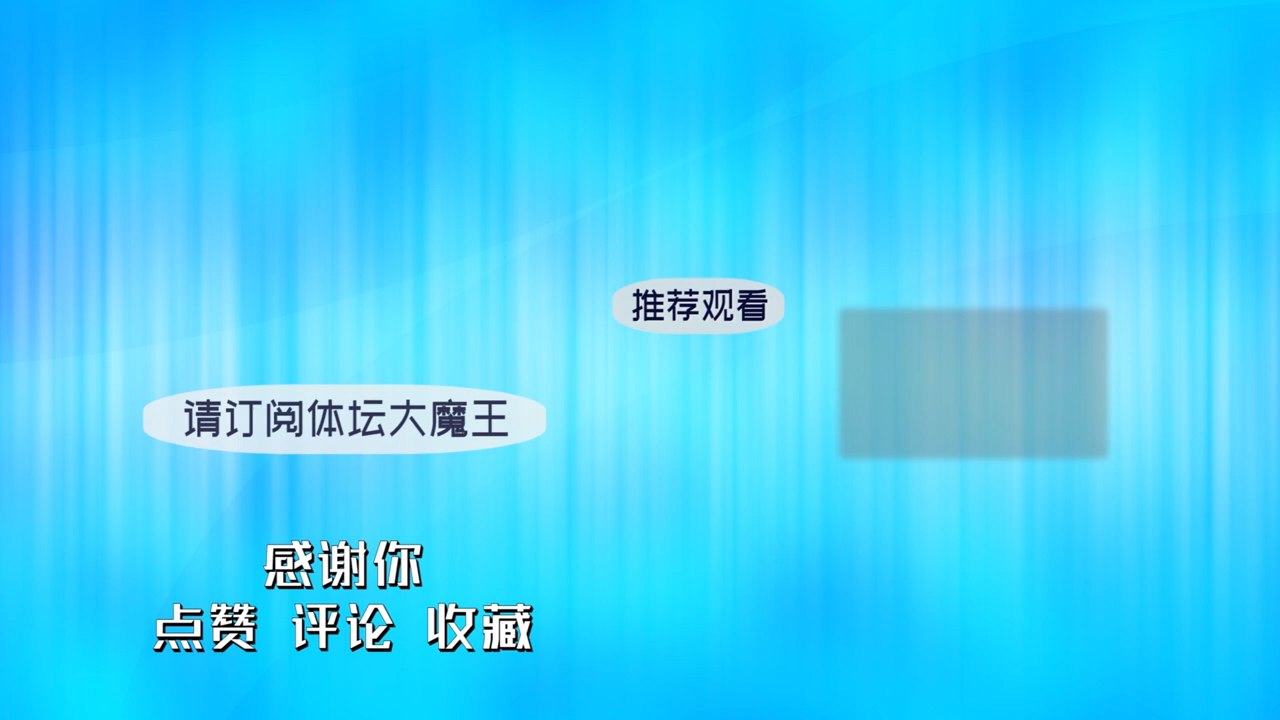 推荐观看
请订阅体坛大魔王
感谢你
点赞 评论 收藏